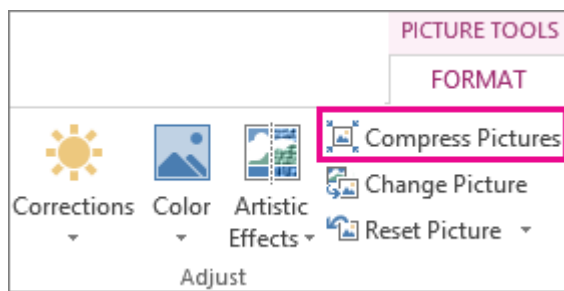 PICTURE TOOLS
FORMAT
Compress Pictures
Change Picture
Reset Picture
Corrections
Color
Artistic
Effects
Adjust